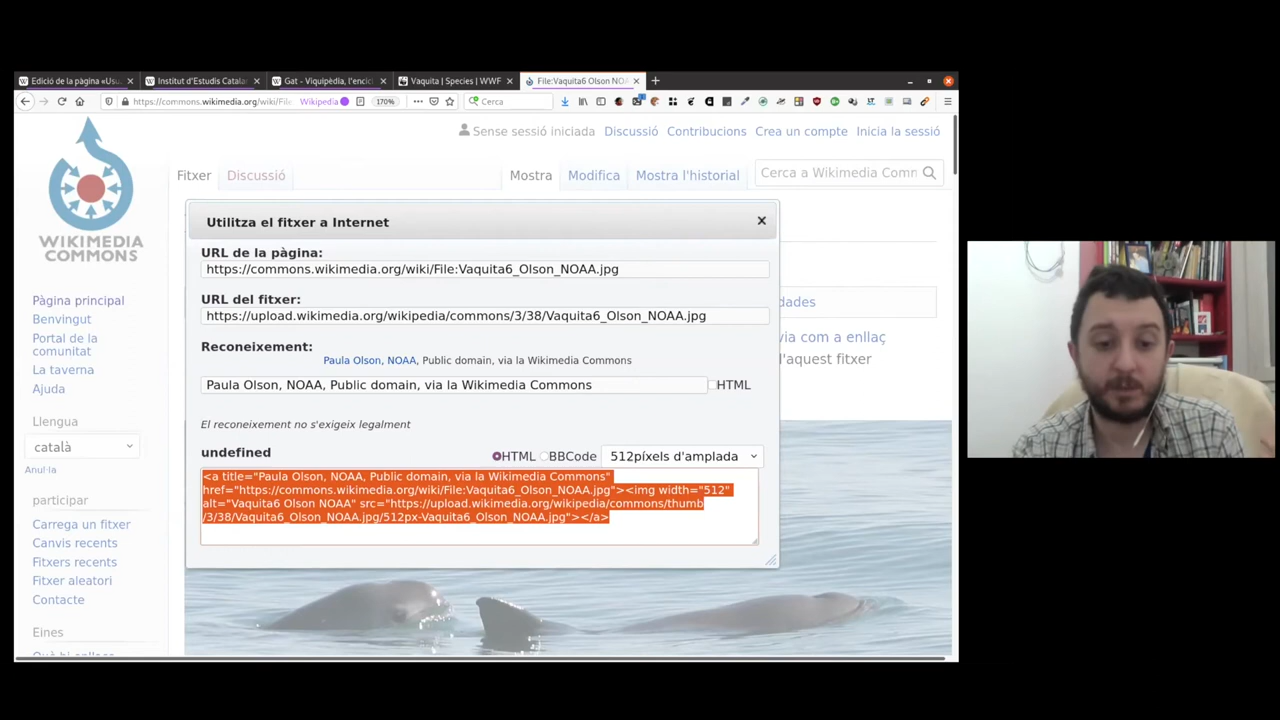 Edició de la pàgina «Usu
Institut d'Estudis Catala
Gat - Viquipèdia, l'encicl
Vaquita | Species | WWF
File:Vaquita6 Olson NOA
https://commons.wikimedia.org/wiki/File
Wikipedia
170%
Cerca
Sense sessió iniciada
Discussió
Contribucions
Crea un compte
Inicia la sessió
Fitxer
Discussió
Mostra
Modifica
Mostra l'historial
Cerca a Wikimedia Comm
WIKIMEDIA
COMMONS
Pàgina principal
Benvingut
Portal de la
comunitat
La taverna
Ajuda
Llengua
català
Anul·la
participar
Carrega un fitxer
Canvis recents
Fitxers recents
Fitxer aleatori
Contacte
Eines
Utilitza el fitxer a Internet
URL de la pàgina:
https://commons.wikimedia.org/wiki/File:Vaquita6_Olson_NOAA.jpg
URL del fitxer:
https://upload.wikimedia.org/wikipedia/commons/3/38/Vaquita6_Olson_NOAA.jpg
Reconeixement:
Paula Olson, NOAA, Public domain, via la Wikimedia Commons
Paula Olson, NOAA, Public domain, via la Wikimedia Commons
HTML
El reconeixement no s'exigeix legalment
undefined
HTML
BBCode
512píxels d'amplada
<a title="Paula Olson, NOAA, Public domain, via la Wikimedia Commons"
href="https://commons.wikimedia.org/wiki/File:Vaquita6_Olson_NOAA.jpg"><img width="512"
alt="Vaquita6 Olson NOAA" src="https://upload.wikimedia.org/wikipedia/commons/thumb
/3/38/Vaquita6_Olson_NOAA.jpg/512px-Vaquita6_Olson_NOAA.jpg"></a>
dades
via com a enllaç
d'aquest fitxer